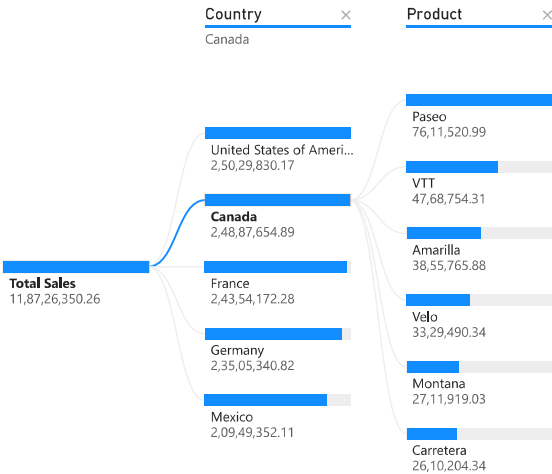 Country ×
Canada
Product ×
Total Sales
11,87,26,350.26
United States of Ameri...
2,50,29,830.17
Canada
2,48,87,654.89
France
2,43,54,172.28
Germany
2,35,05,340.82
Mexico
2,09,49,352.11
Paseo
76,11,520.99
VTT
47,68,754.31
Amarilla
38,55,765.88
Velo
33,29,490.34
Montana
27,11,919.03
Carretera
26,10,204.34